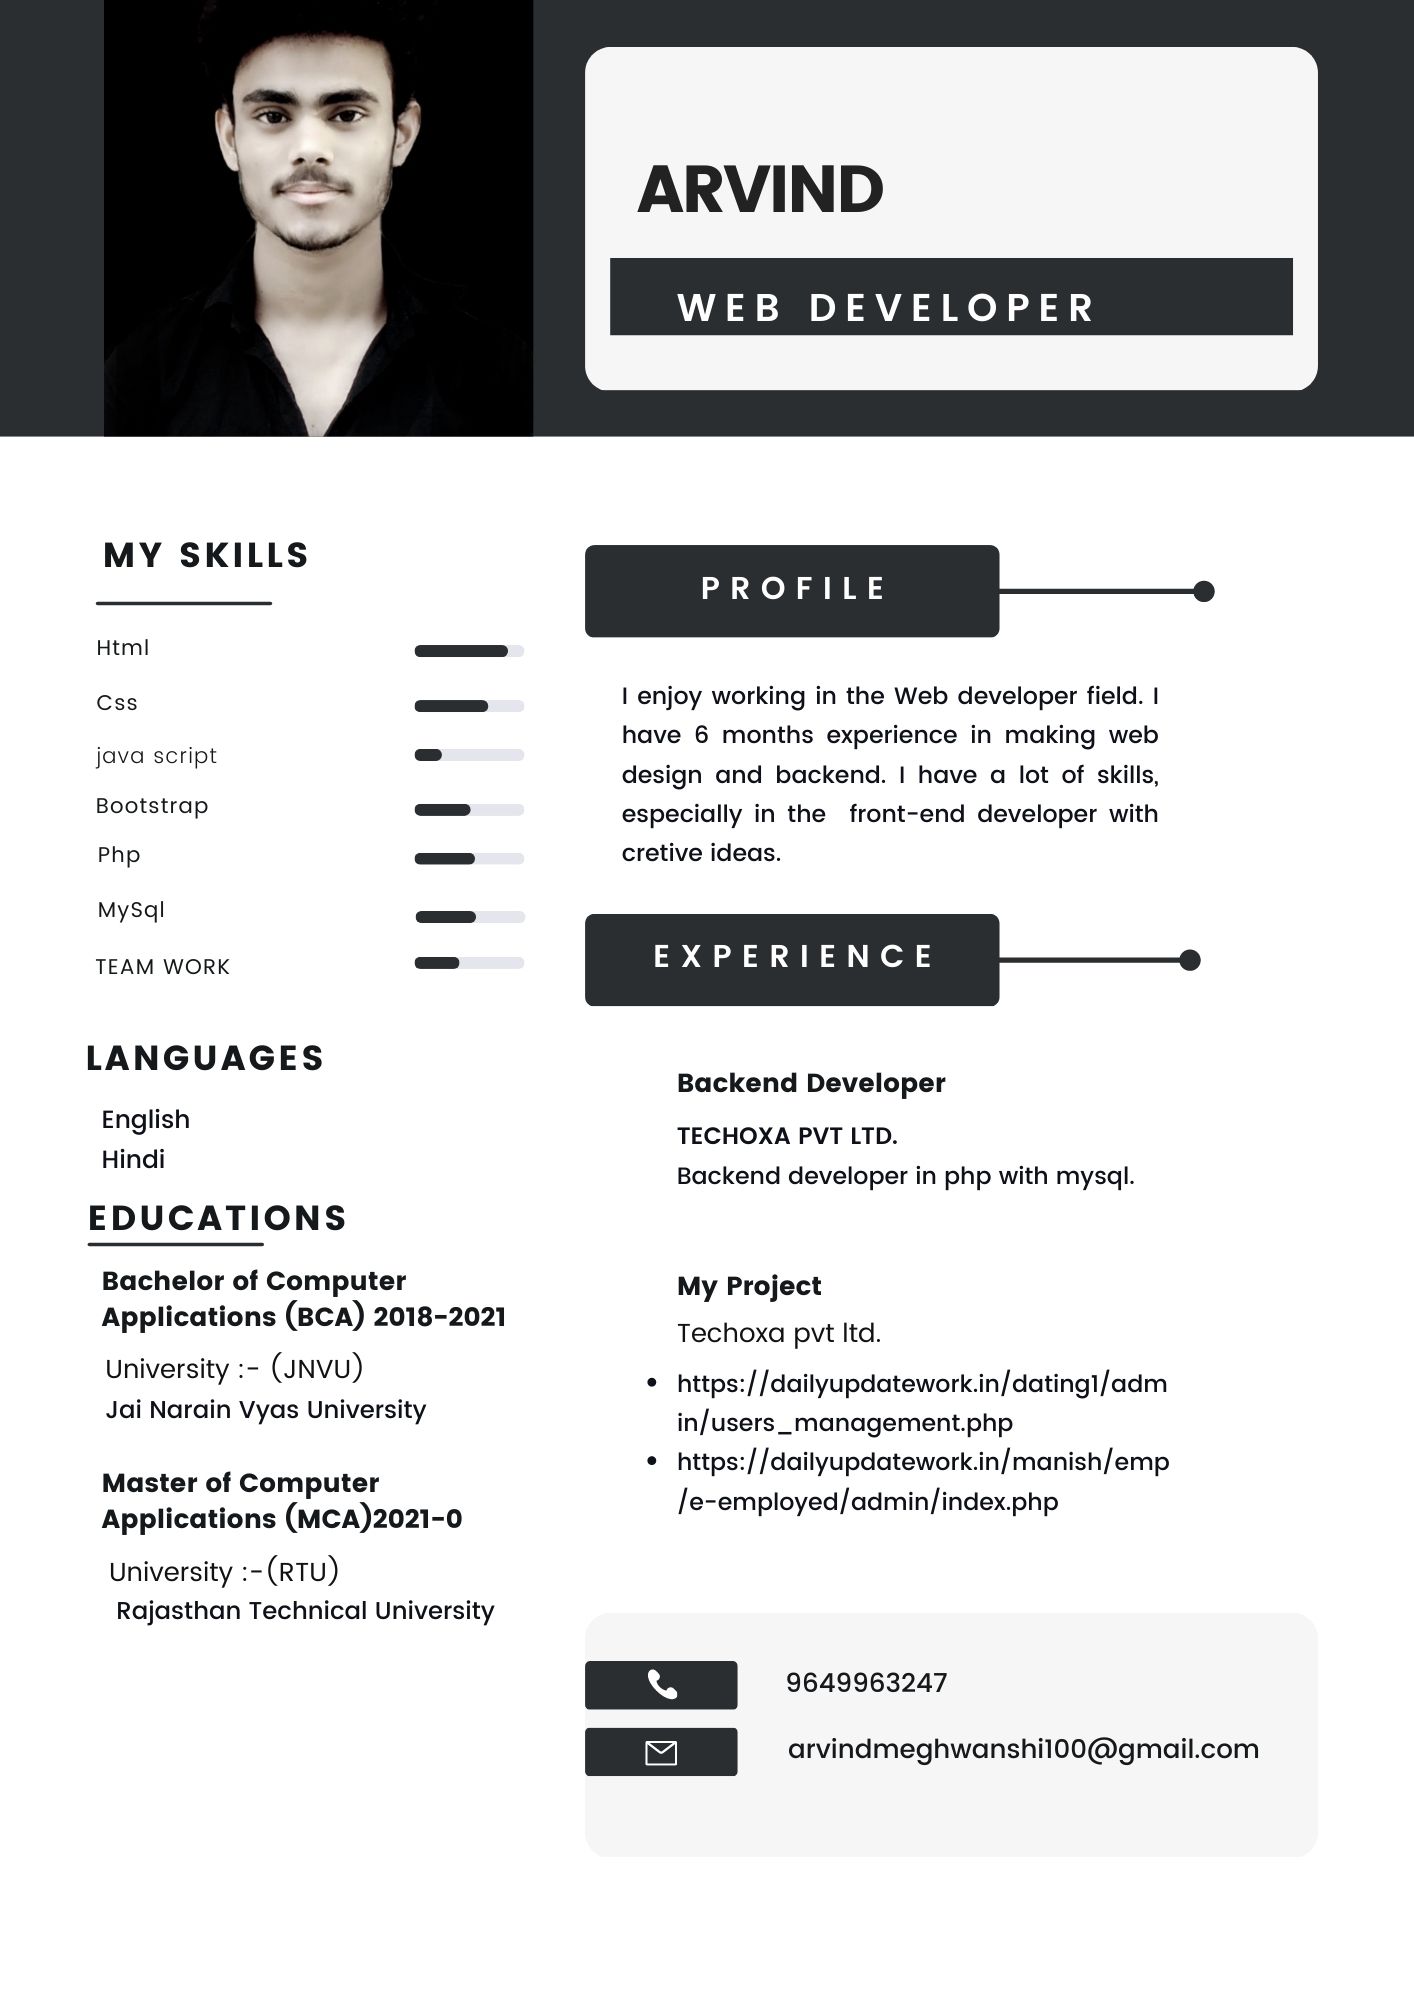 ARVIND
WEB DEVELOPER
MY SKILLS
Html
Css
java script
Bootstrap
Php
MySql
TEAM WORK
LANGUAGES
English
Hindi
EDUCATIONS
Bachelor of Computer
Applications (BCA) 2018-2021
University :- (JNVU)
Jai Narain Vyas University
Master of Computer
Applications (MCA)2021-0
University :-(RTU)
Rajasthan Technical University
PROFILE
I enjoy working in the Web developer field. I
have 6 months experience in making web
design and backend. I have a lot of skills,
especially in the front-end developer with
cretive ideas.
EXPERIENCE
Backend Developer
TECHOXA PVT LTD.
Backend developer in php with mysql.
My Project
Techoxa pvt ltd.
https://dailyupdatework.in/dating1/adm
in/users_management.php
https://dailyupdatework.in/manish/emp
/e-employed/admin/index.php
9649963247
arvindmeghwanshi100@gmail.com